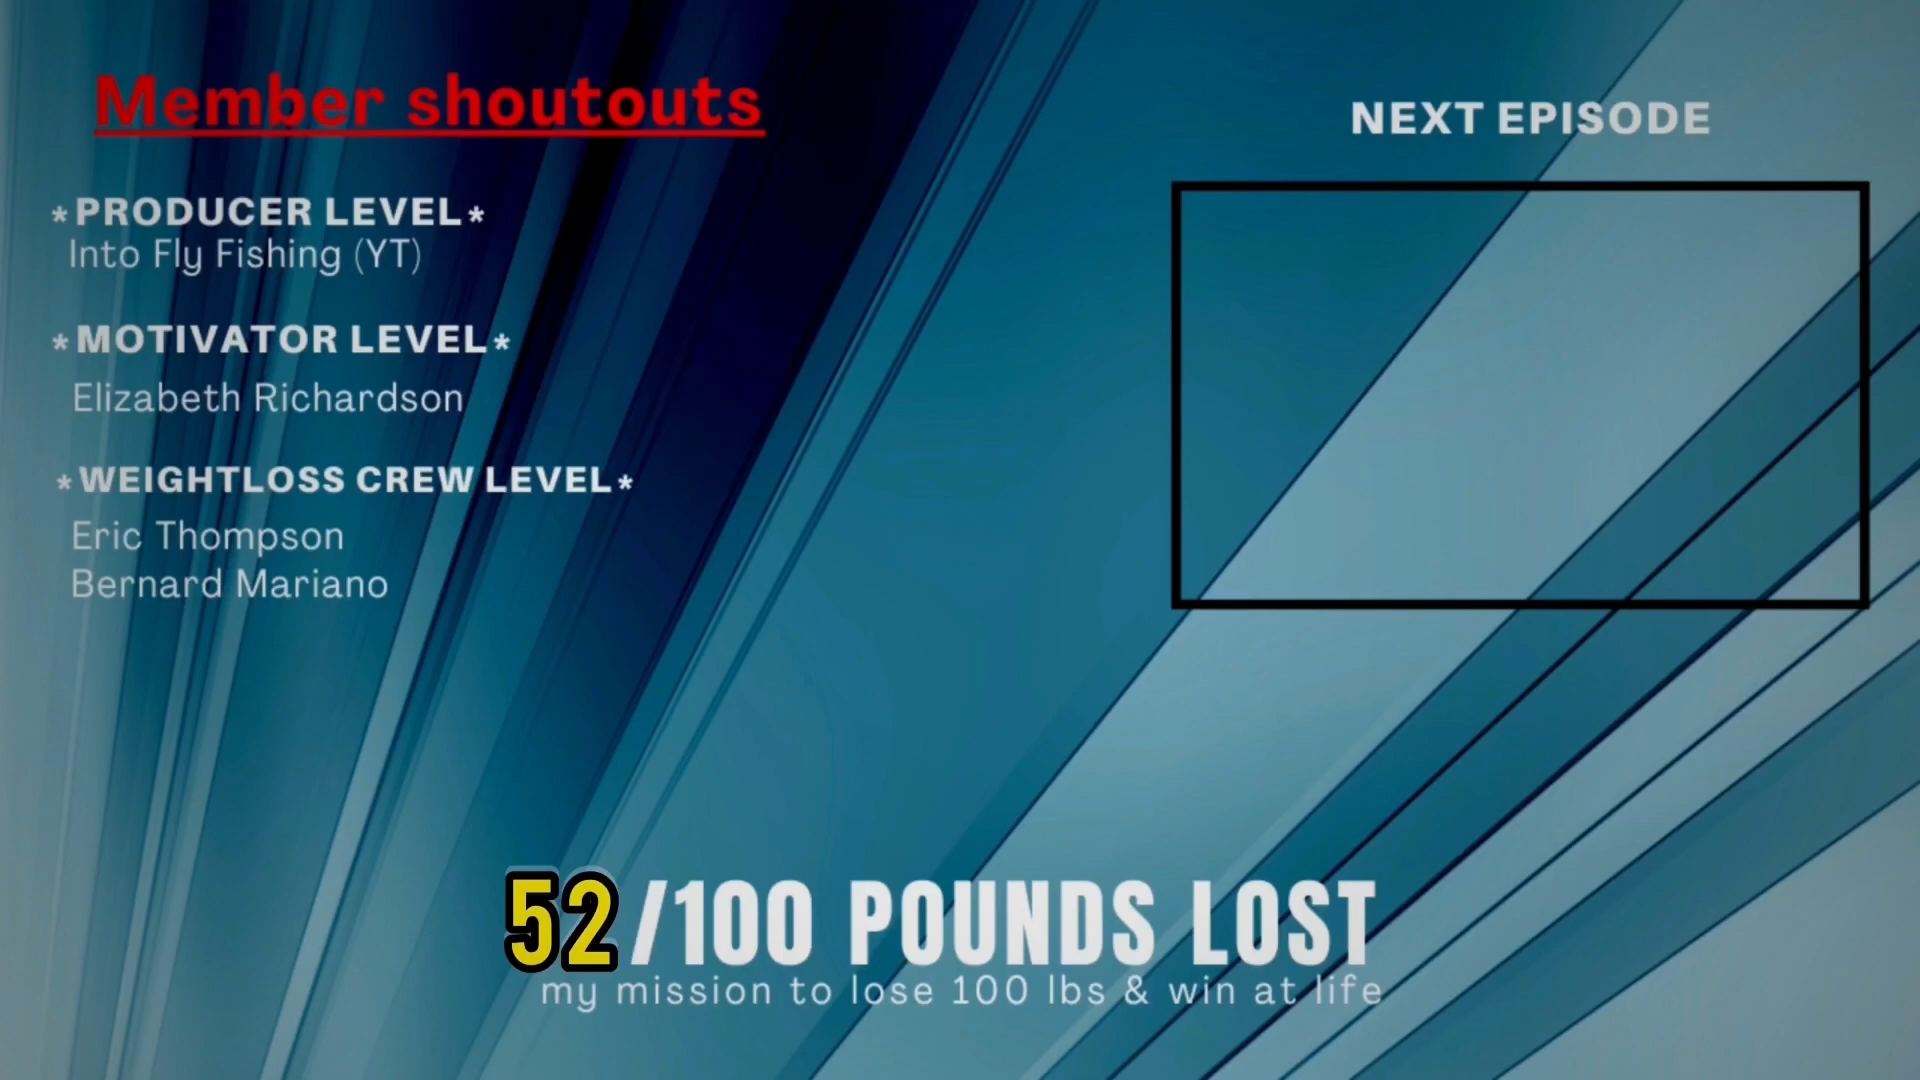 Member shoutouts
*PRODUCER LEVEL*
Into Fly Fishing (YT)
*MOTIVATOR LEVEL*
Elizabeth Richardson
*WEIGHTLOSS CREW LEVEL*
Eric Thompson
Bernard Mariano
NEXT EPISODE
52/100 POUNDS LOST
my mission to lose 100 lbs & win at life